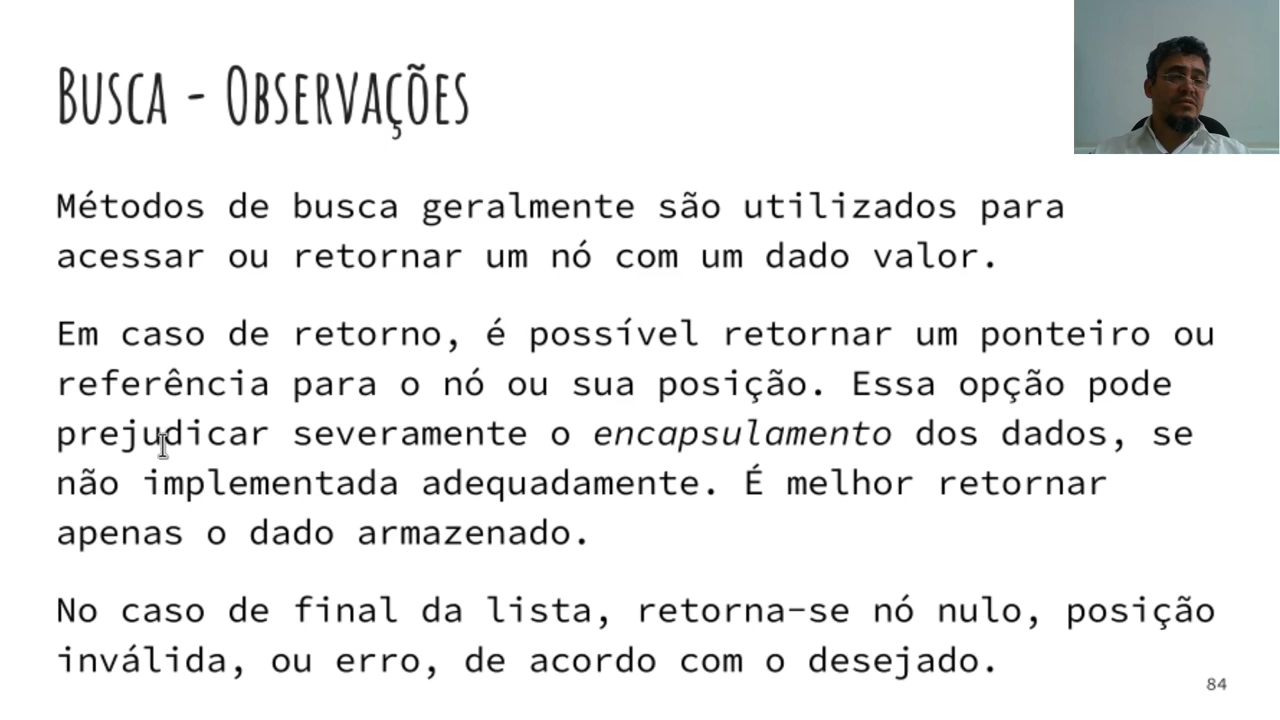 Busca - Observações
Métodos de busca geralmente são utilizados para
acessar ou retornar um nó com um dado valor.
Em caso de retorno, é possível retornar um ponteiro ou
referência para o nó ou sua posição. Essa opção pode
prejudicar severamente o encapsulamento dos dados, se
não implementada adequadamente. É melhor retornar
apenas o dado armazenado.
No caso de final da lista, retorna-se nó nulo, posição
inválida, ou erro, de acordo com o desejado.
84